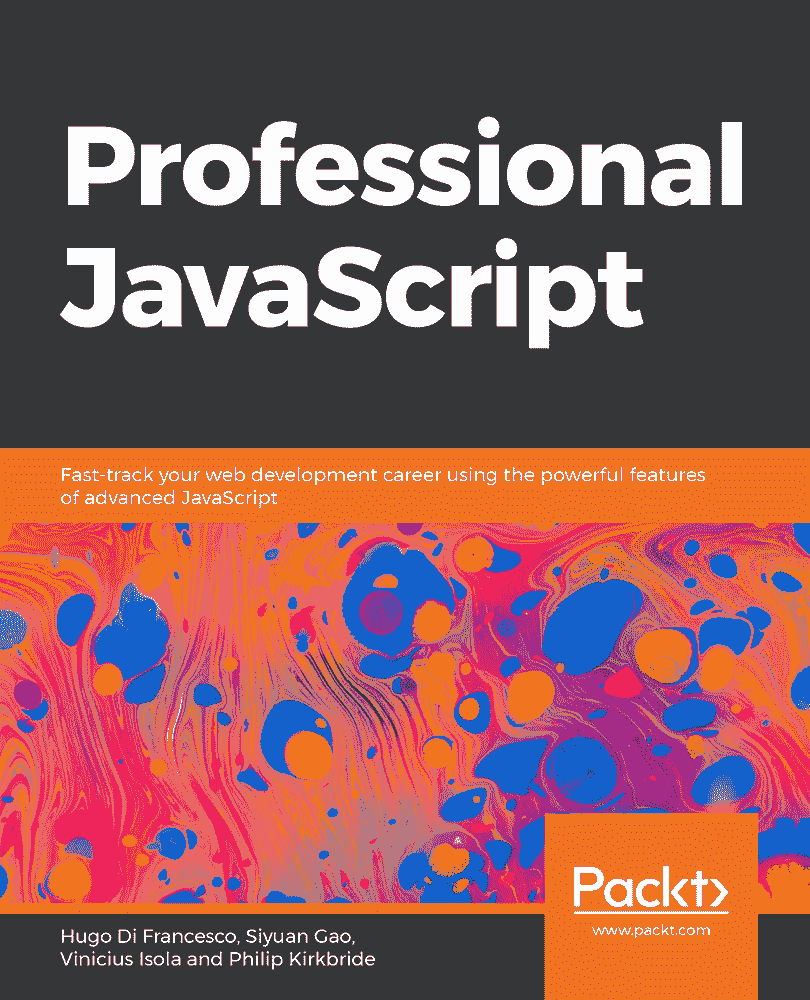 Professional
JavaScript
Fast-track your web development career using the powerful features
of advanced JavaScript
Packt>
www.packt.com
Hugo Di Francesco, Siyuan Gao,
Vinicius Isola and Philip Kirkbride